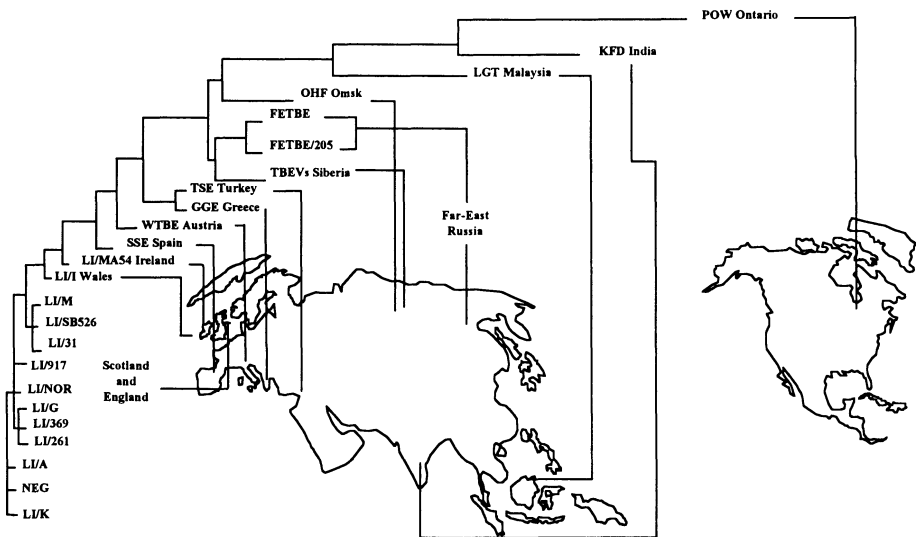 POW Ontario
KFD India
LGT Malaysia
OHF Omsk
FETBE
FETBE/205
TBEVs Siberia
TSE Turkey
GGE Greece
Far-East
Russia
WTBE Austria
SSE Spain
LI/MA54 Ireland
LI/I Wales
LI/M
LI/SB526
LI/31
LI/917
Scotland
and
England
LI/NOR
LI/G
LI/369
LI/261
LI/A
NEG
LI/K